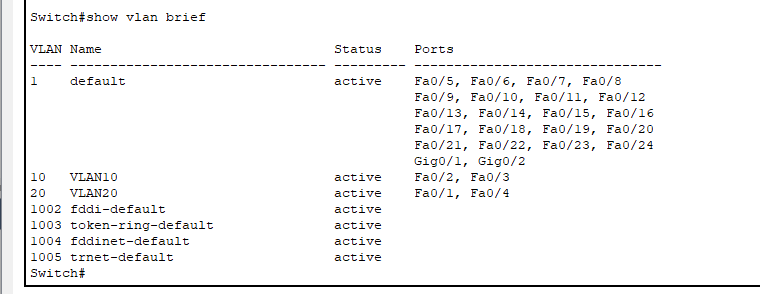 Switch#show vlan brief
VLAN Name                             Status    Ports
---- -------------------------------- --------- -------------------------------
1    default                          active    Fa0/5, Fa0/6, Fa0/7, Fa0/8
                                                Fa0/9, Fa0/10, Fa0/11, Fa0/12
                                                Fa0/13, Fa0/14, Fa0/15, Fa0/16
                                                Fa0/17, Fa0/18, Fa0/19, Fa0/20
                                                Fa0/21, Fa0/22, Fa0/23, Fa0/24
                                                Gig0/1, Gig0/2
10   VLAN10                           active    Fa0/2, Fa0/3
20   VLAN20                           active    Fa0/1, Fa0/4
1002 fddi-default                     active
1003 token-ring-default               active
1004 fddinet-default                  active
1005 trnet-default                    active
Switch#